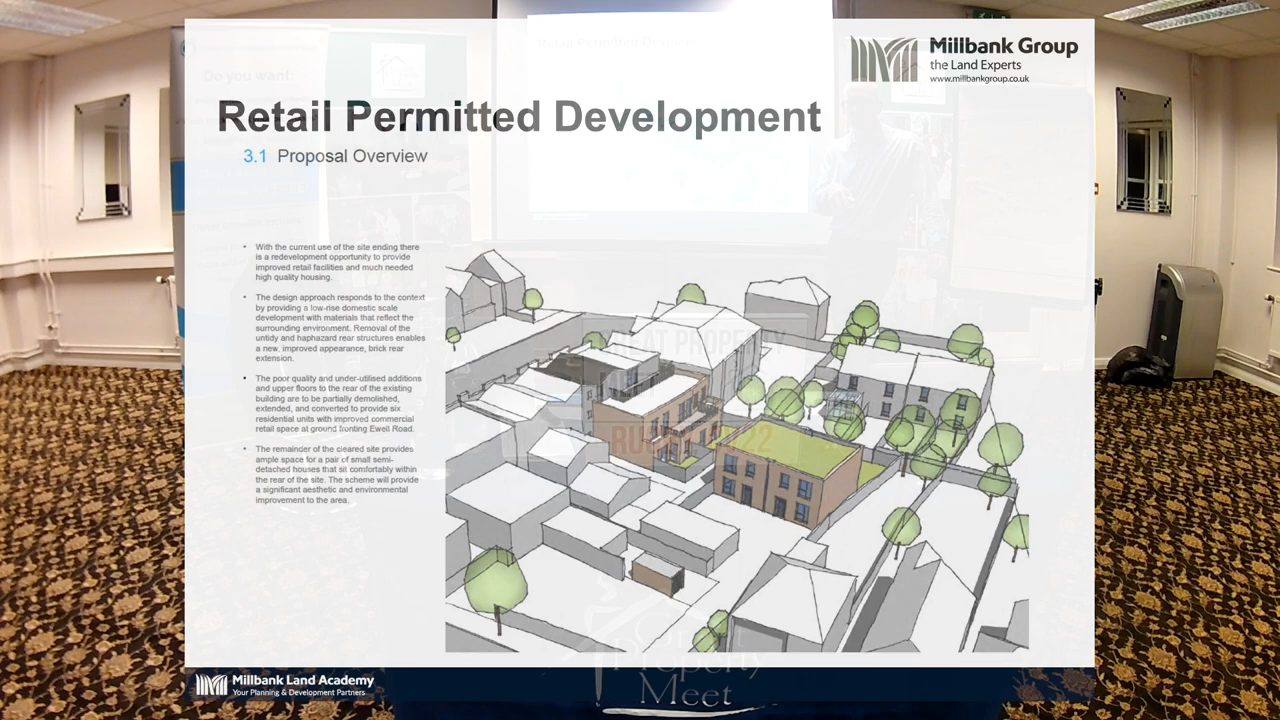 Millbank Group
the Land Experts
www.millbankgroup.co.uk
Do you want:
Retail Permitted Development
3.1 Proposal Overview
• With the current use of the site ending there
is a redevelopment opportunity to provide
improved retail facilities and much needed
high quality housing.
• The design approach responds to the context
by providing a low-rise domestic scale
development with materials that reflect the
surrounding environment. Removal of the
untidy and haphazard rear structures enables
a new, improved appearance, brick rear
extension.
• The poor quality and under-utilised additions
and upper floors to the rear of the existing
building are to be partially demolished,
extended, and converted to provide six
residential units with improved commercial
retail space at ground fronting Ewell Road.
• The remainder of the cleared site provides
ample space for a pair of small semi-
detached houses that sit comfortably within
the rear of the site. The scheme will provide
a significant aesthetic and environmental
improvement to the area.
GREAT PROPERTY
Millbank Land Academy
Your Planning & Development Partners
Great
Property
Meet